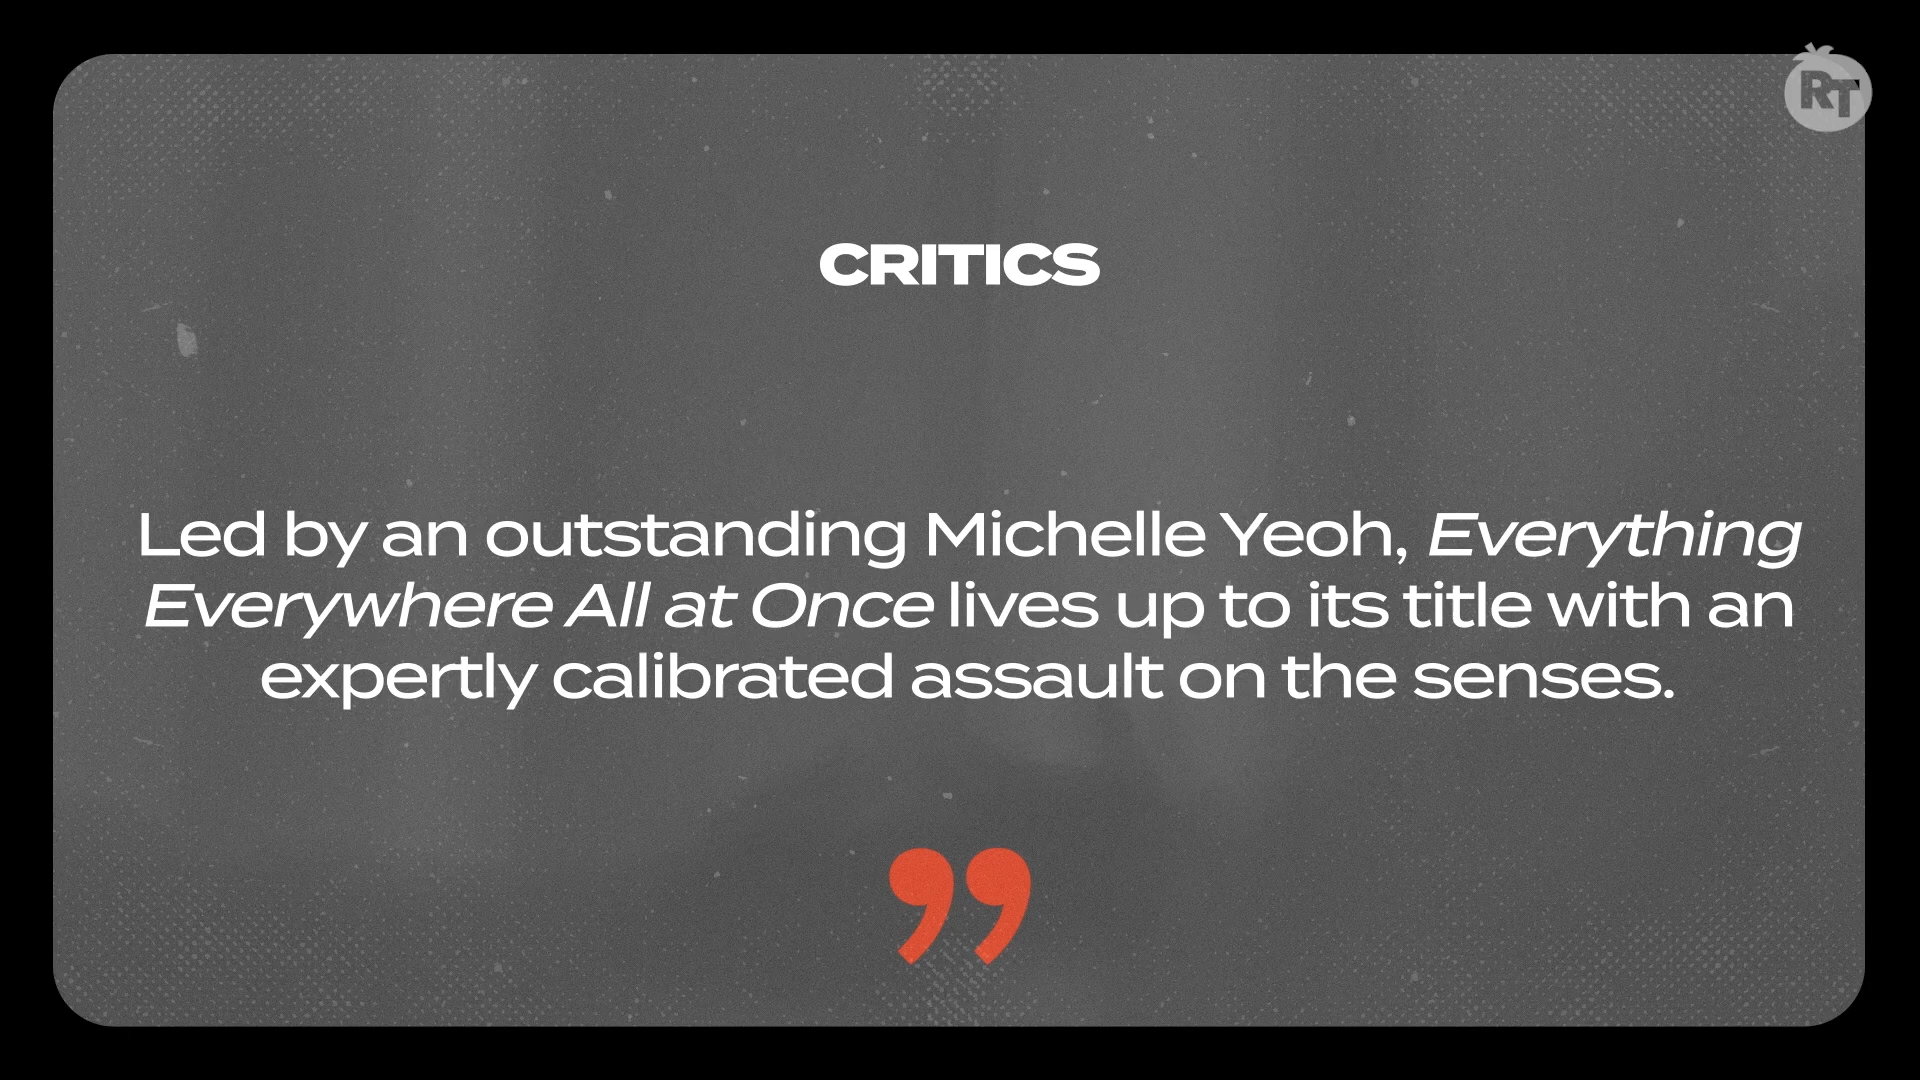 RT
CRITICS
Led by an outstanding Michelle Yeoh, Everything
Everywhere All at Once lives up to its title with an
expertly calibrated assault on the senses.
”